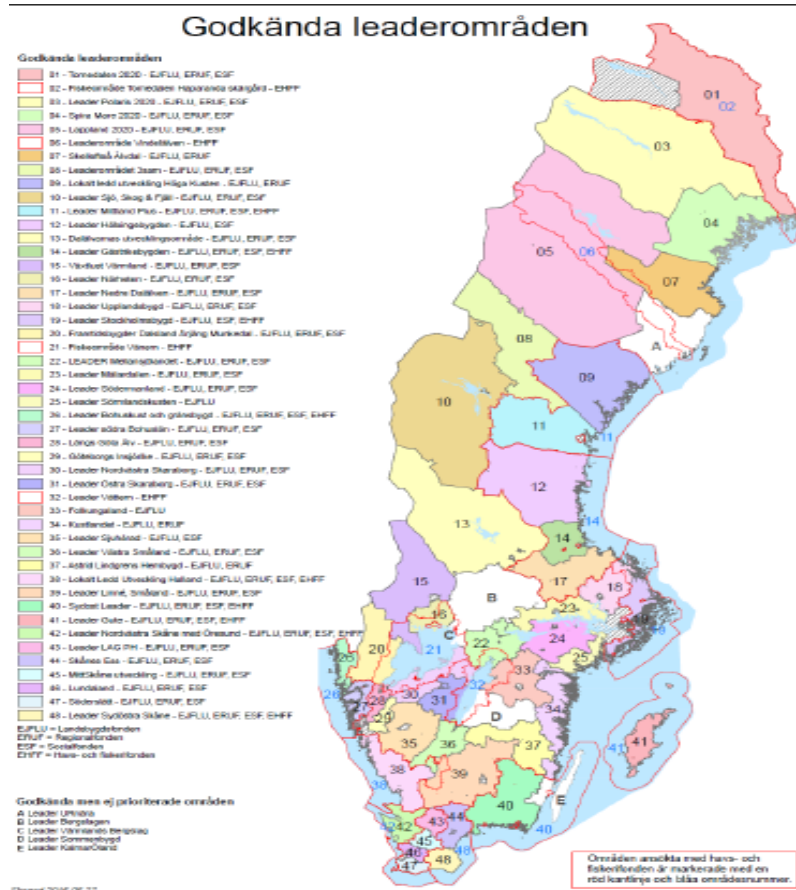 Godkända leaderområden
Godkända leaderområden
01 - Tornedalen 2020 - EJFLU, ERUF, ESF
02 - Fiskeområde Tornedalen Haparanda skärgård - EHFF
03 - Leader Polaris 2020 - EJFLU, ERUF, ESF
04 - Spira Mare 2020 - EJFLU, ERUF, ESF
05 - Lappland 2020 - EJFLU, ERUF, ESF
06 - Leaderområde Vindelälven - EHFF
07 - Skellefteå Älvdal - EJFLU, ERUF
08 - Leaderområdet 3sam - EJFLU, ERUF, ESF
09 - Lokalt ledd utveckling Höga Kusten - EJFLU, ERUF
10 - Leader Sjö, Skog & Fjäll - EJFLU, ERUF, ESF
11 - Leader Mittland Plus - EJFLU, ERUF, ESF, EHFF
12 - Leader Hälsingebygden - EJFLU, ESF
13 - Dalälvarnas utvecklingsområde - EJFLU, ERUF, ESF
14 - Leader Gästrikebygden - EJFLU, ERUF, ESF, EHFF
15 - Växtlust Värmland - EJFLU, ERUF, ESF
16 - Leader Närheten - EJFLU, ERUF, ESF
17 - Leader Nedre Dalälven - EJFLU, ERUF, ESF
18 - Leader Upplandsbygd - EJFLU, ERUF, ESF
19 - Leader Stockholmsbygd - EJFLU, ESF, EHFF
20 - Framtidsbygder Dalsland Årjäng Munkedal - EJFLU, ERUF, ESF
21 - Fiskeområde Vänern - EHFF
22 - LEADER Mellansjölandet - EJFLU, ERUF, ESF
23 - Leader Mälardalen - EJFLU, ERUF, ESF
24 - Leader Södermanland - EJFLU, ERUF, ESF
25 - Leader Sörmlandskusten - EJFLU
26 - Leader Bohuskust och gränsbygd - EJFLU, ERUF, ESF, EHFF
27 - Leader södra Bohuslän - EJFLU, ERUF, ESF
28 - Längs Göta Älv - EJFLU, ERUF, ESF
29 - Göteborgs Insjörike - EJFLU, ERUF, ESF
30 - Leader Nordvästra Skaraborg - EJFLU, ERUF, ESF
31 - Leader Östra Skaraborg - EJFLU, ERUF, ESF
32 - Leader Vättern - EHFF
33 - Folkungaland - EJFLU
34 - Kustlandet - EJFLU, ERUF
35 - Leader Sjuhärad - EJFLU, ESF
36 - Leader Västra Småland - EJFLU, ERUF, ESF
37 - Astrid Lindgrens Hembygd - EJFLU, ERUF
38 - Lokalt Ledd Utveckling Halland - EJFLU, ERUF, ESF, EHFF
39 - Leader Linné, Småland - EJFLU, ERUF, ESF
40 - Sydost Leader - EJFLU, ERUF, ESF, EHFF
41 - Leader Gute - EJFLU, ERUF, ESF, EHFF
42 - Leader Nordvästra Skåne med Öresund - EJFLU, ERUF, ESF, EHFF
43 - Leader LAG PH - EJFLU, ERUF, ESF
44 - Skånes Ess - EJFLU, ERUF, ESF
45 - MittSkåne utveckling - EJFLU, ERUF, ESF
46 - Lundaland - EJFLU, ERUF, ESF
47 - Söderslätt - EJFLU, ERUF, ESF
48 - Leader Sydöstra Skåne - EJFLU, ERUF, ESF, EHFF
EJFLU = Landsbygdsfonden
ERUF = Regionalfonden
ESF = Socialfonden
EHFF = Havs- och fiskerifonden
Godkända men ej prioriterade områden
A Leader URnära
B Leader Bergslagen
C Leader Värmlands Bergslag
D Leader Sommenbygd
E Leader KalmarÖland
01
02
03
04
05
06
07
A
08
09
10
11
11
12
13
14
14
15
B
17
18
16
C
23
19
19
21
22
24
20
26
26
25
33
32
27
28
30
31
34
29
D
35
36
37
41
41
38
38
39
E
40
40
42
42
43
44
45
46
47
48
48
Områden ansökta med havs- och
fiskerifonden är markerade med en
röd kantlinje och blåa områdesnummer.